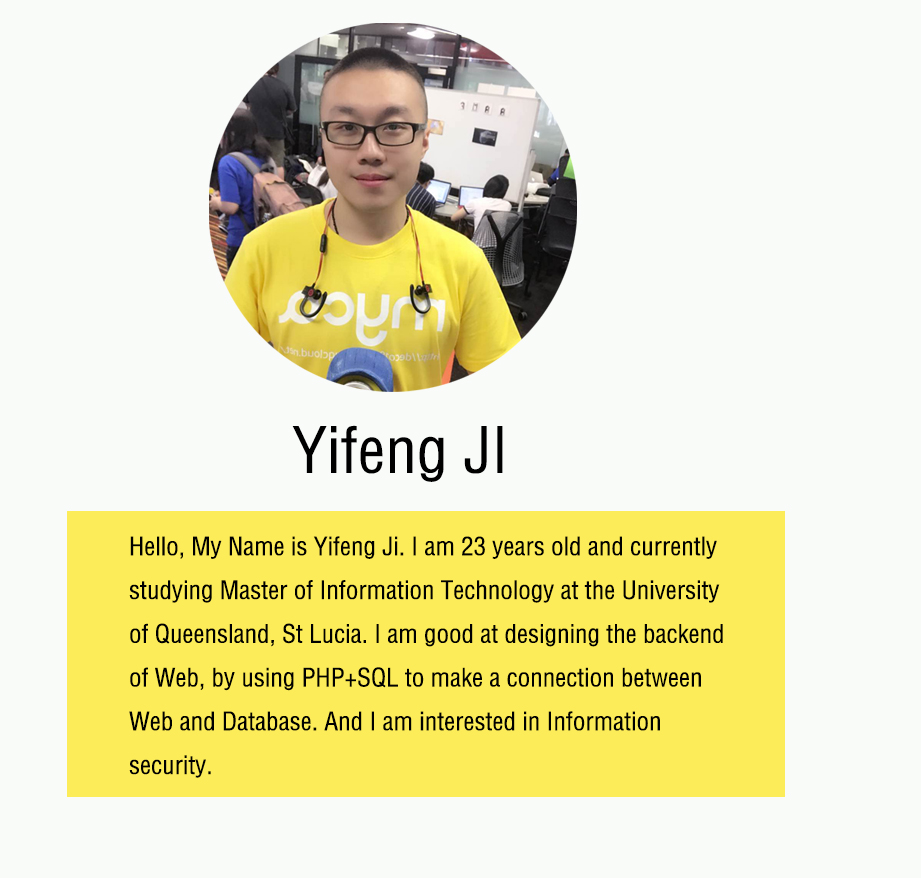 myco
Yifeng JI
Hello, My Name is Yifeng Ji. I am 23 years old and currently
studying Master of Information Technology at the University
of Queensland, St Lucia. I am good at designing the backend
of Web, by using PHP+SQL to make a connection between
Web and Database. And I am interested in Information
security.